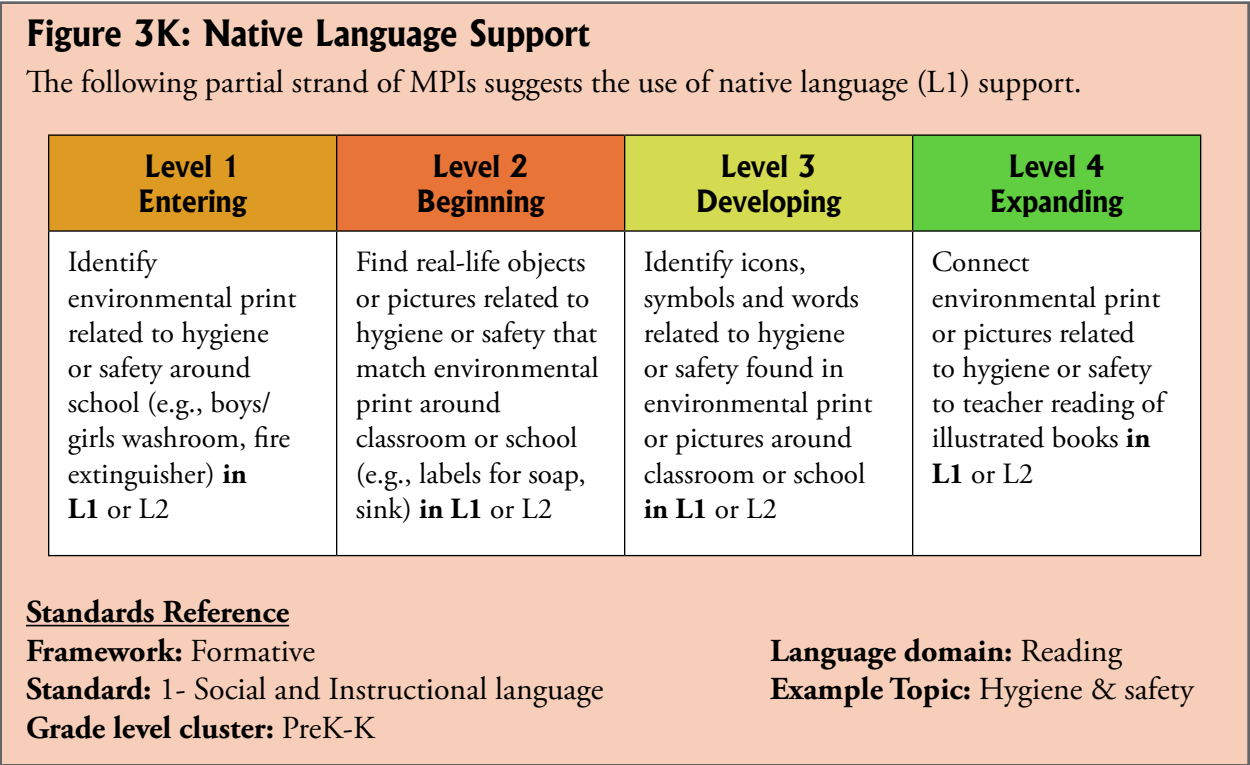 Figure 3K: Native Language Support
The following partial strand of MPIs suggests the use of native language (L1) support.
Level 1
Entering
Level 2
Beginning
Level 3
Developing
Level 4
Expanding
Identify
environmental print
related to hygiene
or safety around
school (e.g., boys/
girls washroom, fire
extinguisher) in
L1 or L2
Find real-life objects
or pictures related to
hygiene or safety that
match environmental
print around
classroom or school
(e.g., labels for soap,
sink) in L1 or L2
Identify icons,
symbols and words
related to hygiene
or safety found in
environmental print
or pictures around
classroom or school
in L1 or L2
Connect
environmental print
or pictures related
to hygiene or safety
to teacher reading of
illustrated books in
L1 or L2
Standards Reference
Framework: Formative
Standard: 1- Social and Instructional language
Grade level cluster: PreK-K
Language domain: Reading
Example Topic: Hygiene & safety